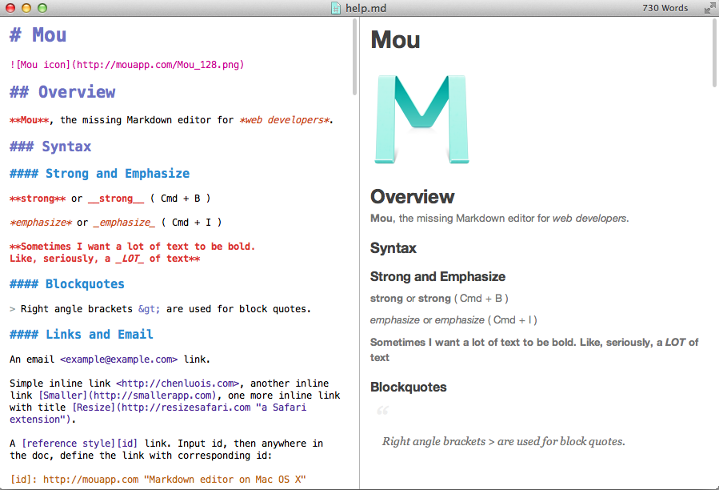 help.md
730 Words
# Mou
![Mou icon](http://mouapp.com/Mou_128.png)
## Overview
**Mou**, the missing Markdown editor for *web developers*.
### Syntax
#### Strong and Emphasize
**strong** or __strong__ ( Cmd + B )
*emphasize* or _emphasize_ ( Cmd + I )
**Sometimes I want a lot of text to be bold.
Like, seriously, a _LOT_ of text**
#### Blockquotes
> Right angle brackets &gt; are used for block quotes.
#### Links and Email
An email <example@example.com> link.
Simple inline link <http://chenluois.com>, another inline
link [Smaller](http://smallerapp.com), one more inline link
with title [Resize](http://resizesafari.com "a Safari
extension").
A [reference style][id] link. Input id, then anywhere in
the doc, define the link with corresponding id:
[id]: http://mouapp.com "Markdown editor on Mac OS X"
Mou
M
Overview
Mou, the missing Markdown editor for web developers.
Syntax
Strong and Emphasize
strong or strong ( Cmd + B )
emphasize or emphasize ( Cmd + I )
Sometimes I want a lot of text to be bold. Like, seriously, a LOT of
text
Blockquotes
“
Right angle brackets > are used for block quotes.